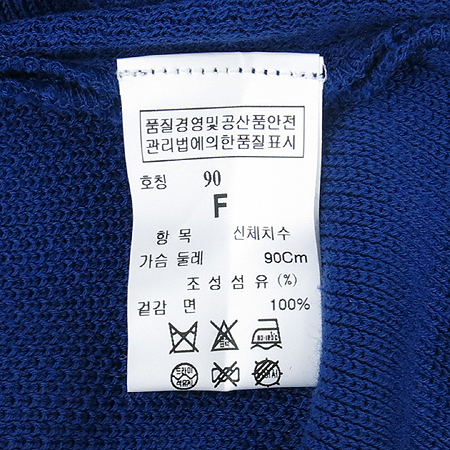 품질경영및공산품안전
관리법에의한품질표시
호칭 90
F
항 목 신체치수
가슴 둘레 90Cm
조 성 섬 유 (%)
겉감 면 100%